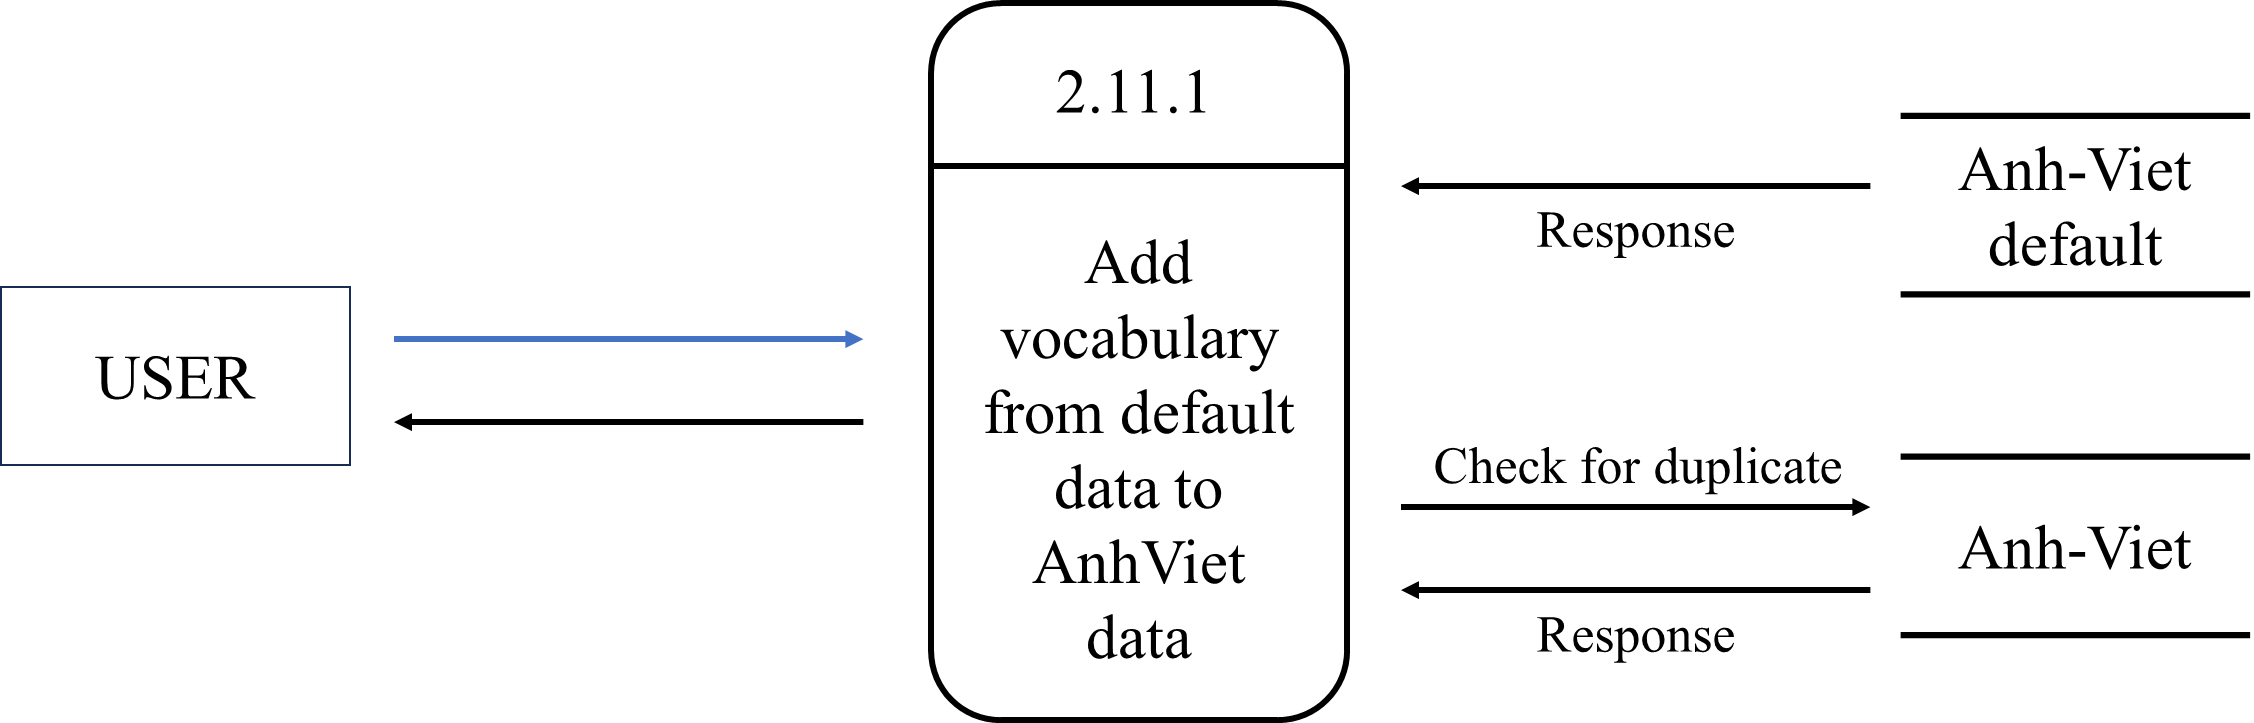 USER
2.11.1
Add
vocabulary
from default
data to
AnhViet
data
Response
Anh-Viet
default
Check for duplicate
Anh-Viet
Response